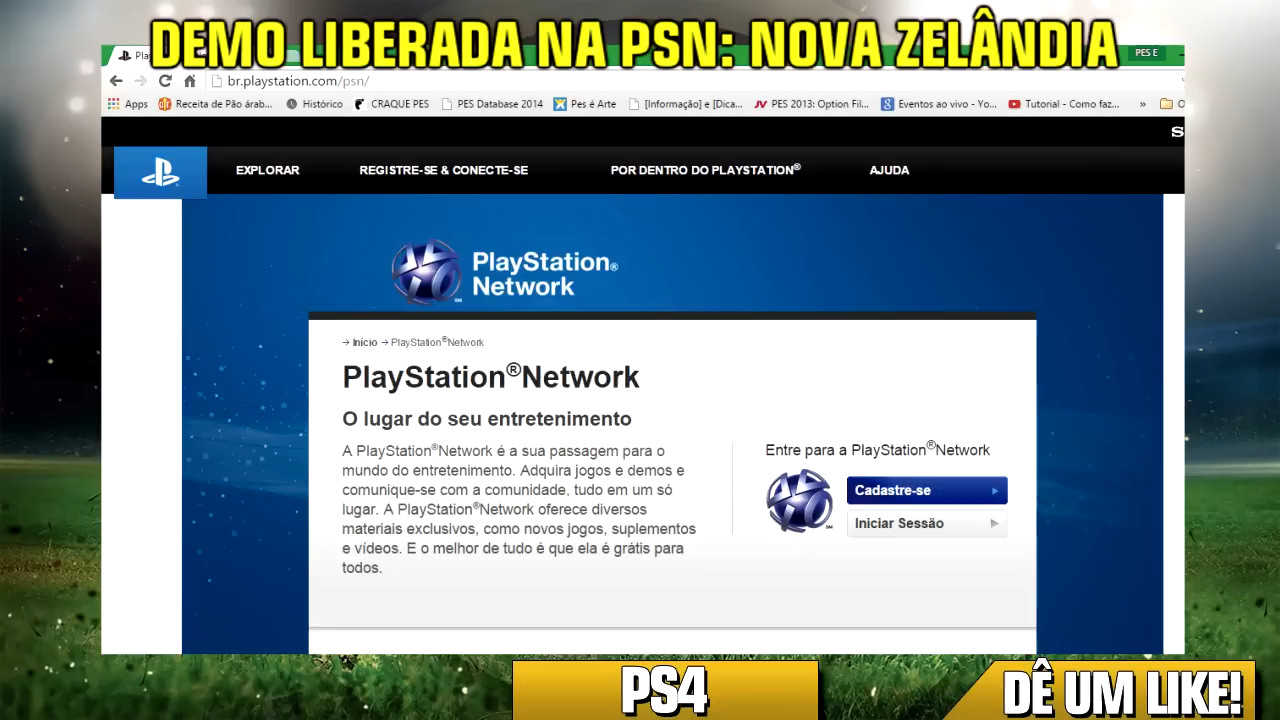 DEMO LIBERADA NA PSN: NOVA ZELÂNDIA
Play
PES E
br.playstation.com/psn/
Apps Receita de Pão árab... Histórico CRAQUE PES PES Database 2014 Pes é Arte [Informação] e [Dica... PES 2013: Option Fil... Eventos ao vivo - Yo... Tutorial - Como faz... » O
S
EXPLORAR REGISTRE-SE & CONECTE-SE POR DENTRO DO PLAYSTATION® AJUDA
PlayStation®
Network
SM
→ Início → PlayStation®Network
PlayStation®Network
O lugar do seu entretenimento
A PlayStation®Network é a sua passagem para o
mundo do entretenimento. Adquira jogos e demos e
comunique-se com a comunidade, tudo em um só
lugar. A PlayStation®Network oferece diversos
materiais exclusivos, como novos jogos, suplementos
e vídeos. E o melhor de tudo é que ela é grátis para
todos.
Entre para a PlayStation®Network
Cadastre-se
Iniciar Sessão
SM
PS4
DÊ UM LIKE!